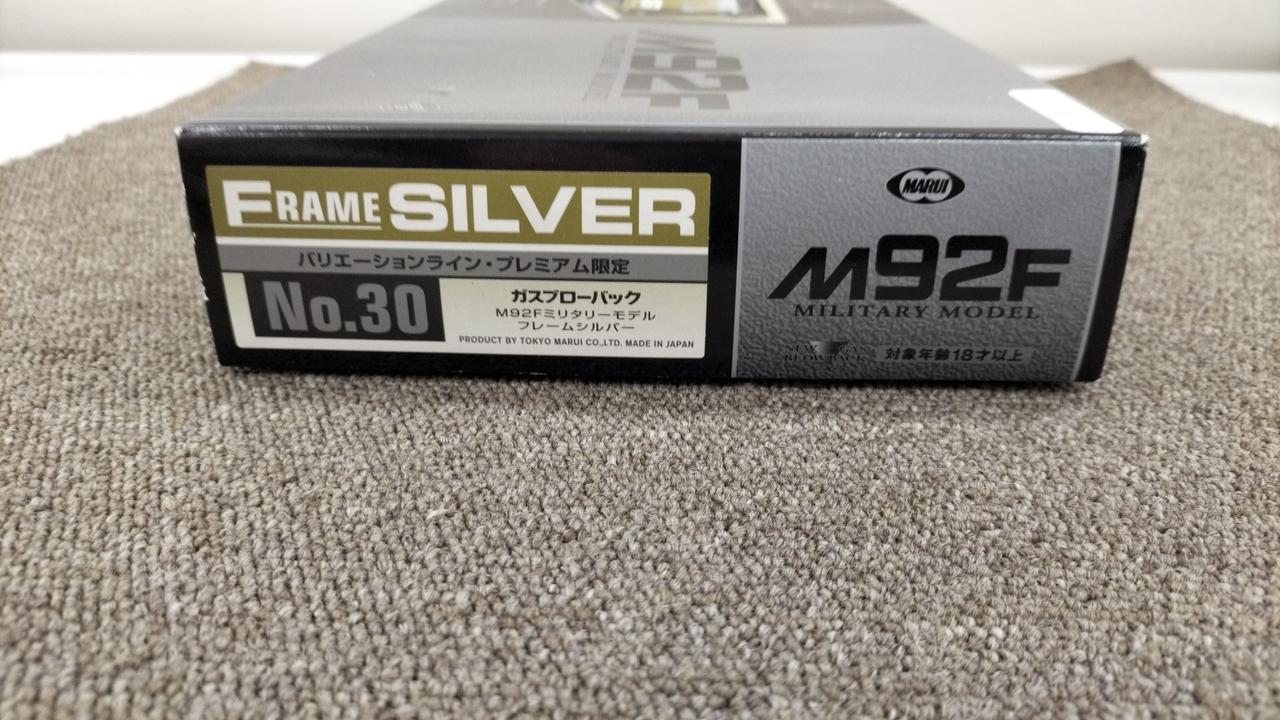 M92F
FRAME SILVER
バリエーションライン・プレミアム限定
No.30
ガスブローバック
M92Fミリタリーモデル
フレームシルバー
PRODUCT BY TOKYO MARUI CO.,LTD. MADE IN JAPAN
MARUI
M92F
MILITARY MODEL
BLOWBACK
対象年齢18才以上